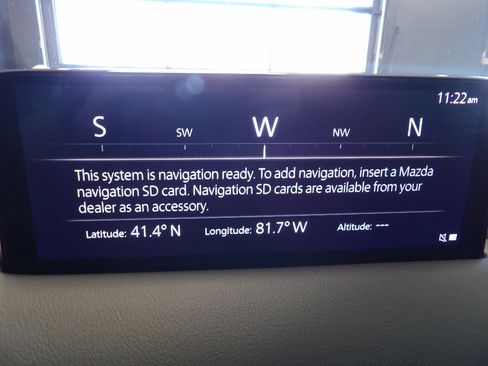 11:22am
S SW W NW N
This system is navigation ready. To add navigation, insert a Mazda
navigation SD card. Navigation SD cards are available from your
dealer as an accessory.
Latitude: 41.4° N Longitude: 81.7° W Altitude: ---